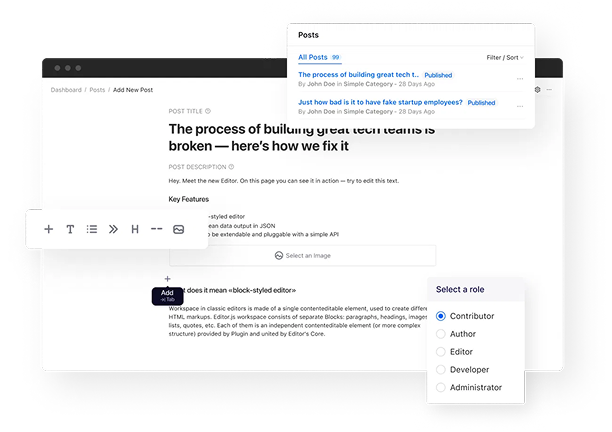 Posts
All Posts 99
Filter / Sort
The process of building great tech t.. Published
By John Doe in Simple Category - 28 Days Ago
Just how bad is it to have fake startup employees? Published
By John Doe in Simple Category - 28 Days Ago
Dashboard / Posts / Add New Post
POST TITLE
The process of building great tech teams is
broken — here's how we fix it
POST DESCRIPTION
Hey. Meet the new Editor. On this page you can see it in action — try to edit this text.
Key Features
-styled editor
data output in JSON
to be extendable and pluggable with a simple API
T
H
Select an Image
Add
Tab
does it mean «block-styled editor»
Workspace in classic editors is made of a single contenteditable element, used to create
HTML markups. Editor.js workspace consists of separate Blocks: paragraphs, headings,
lists, quotes, etc. Each of them is an independent contenteditable element (or more complex
structure) provided by Plugin and united by Editor's Core.
Select a role
Contributor
Author
Editor
Developer
Administrator